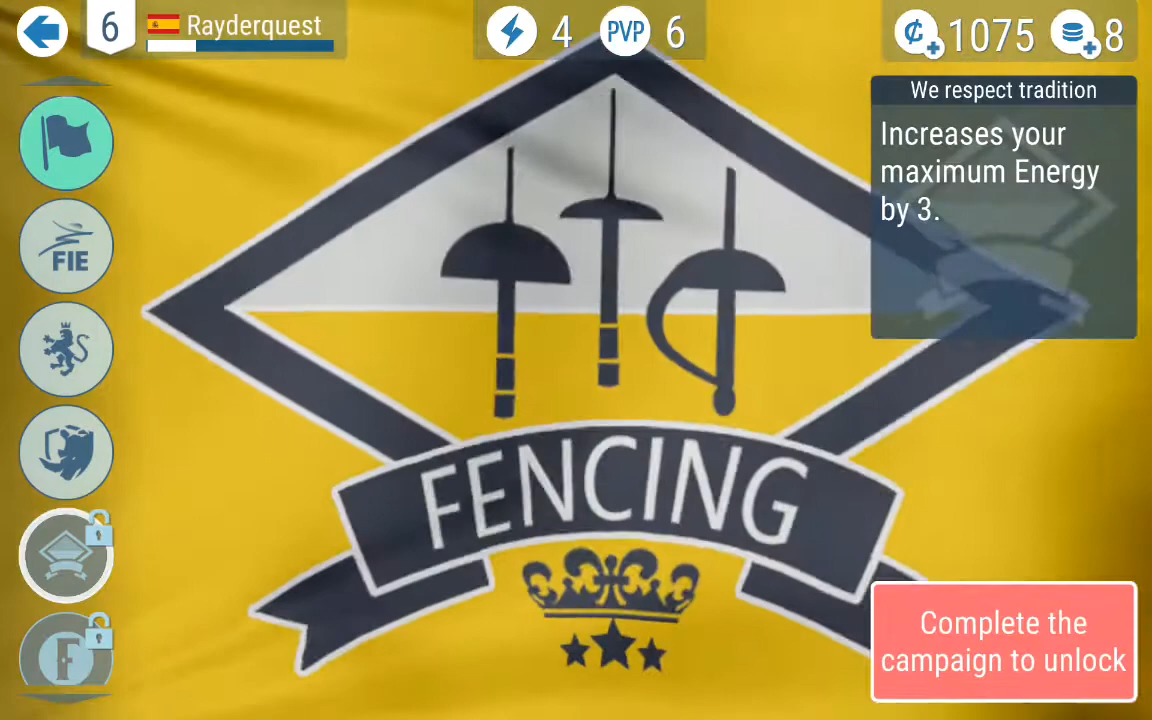 6
Rayderquest
4
PVP
6
₵
1075
8
We respect tradition
Increases your
maximum Energy
by 3.
FIE
FENCING
F
Complete the
campaign to unlock